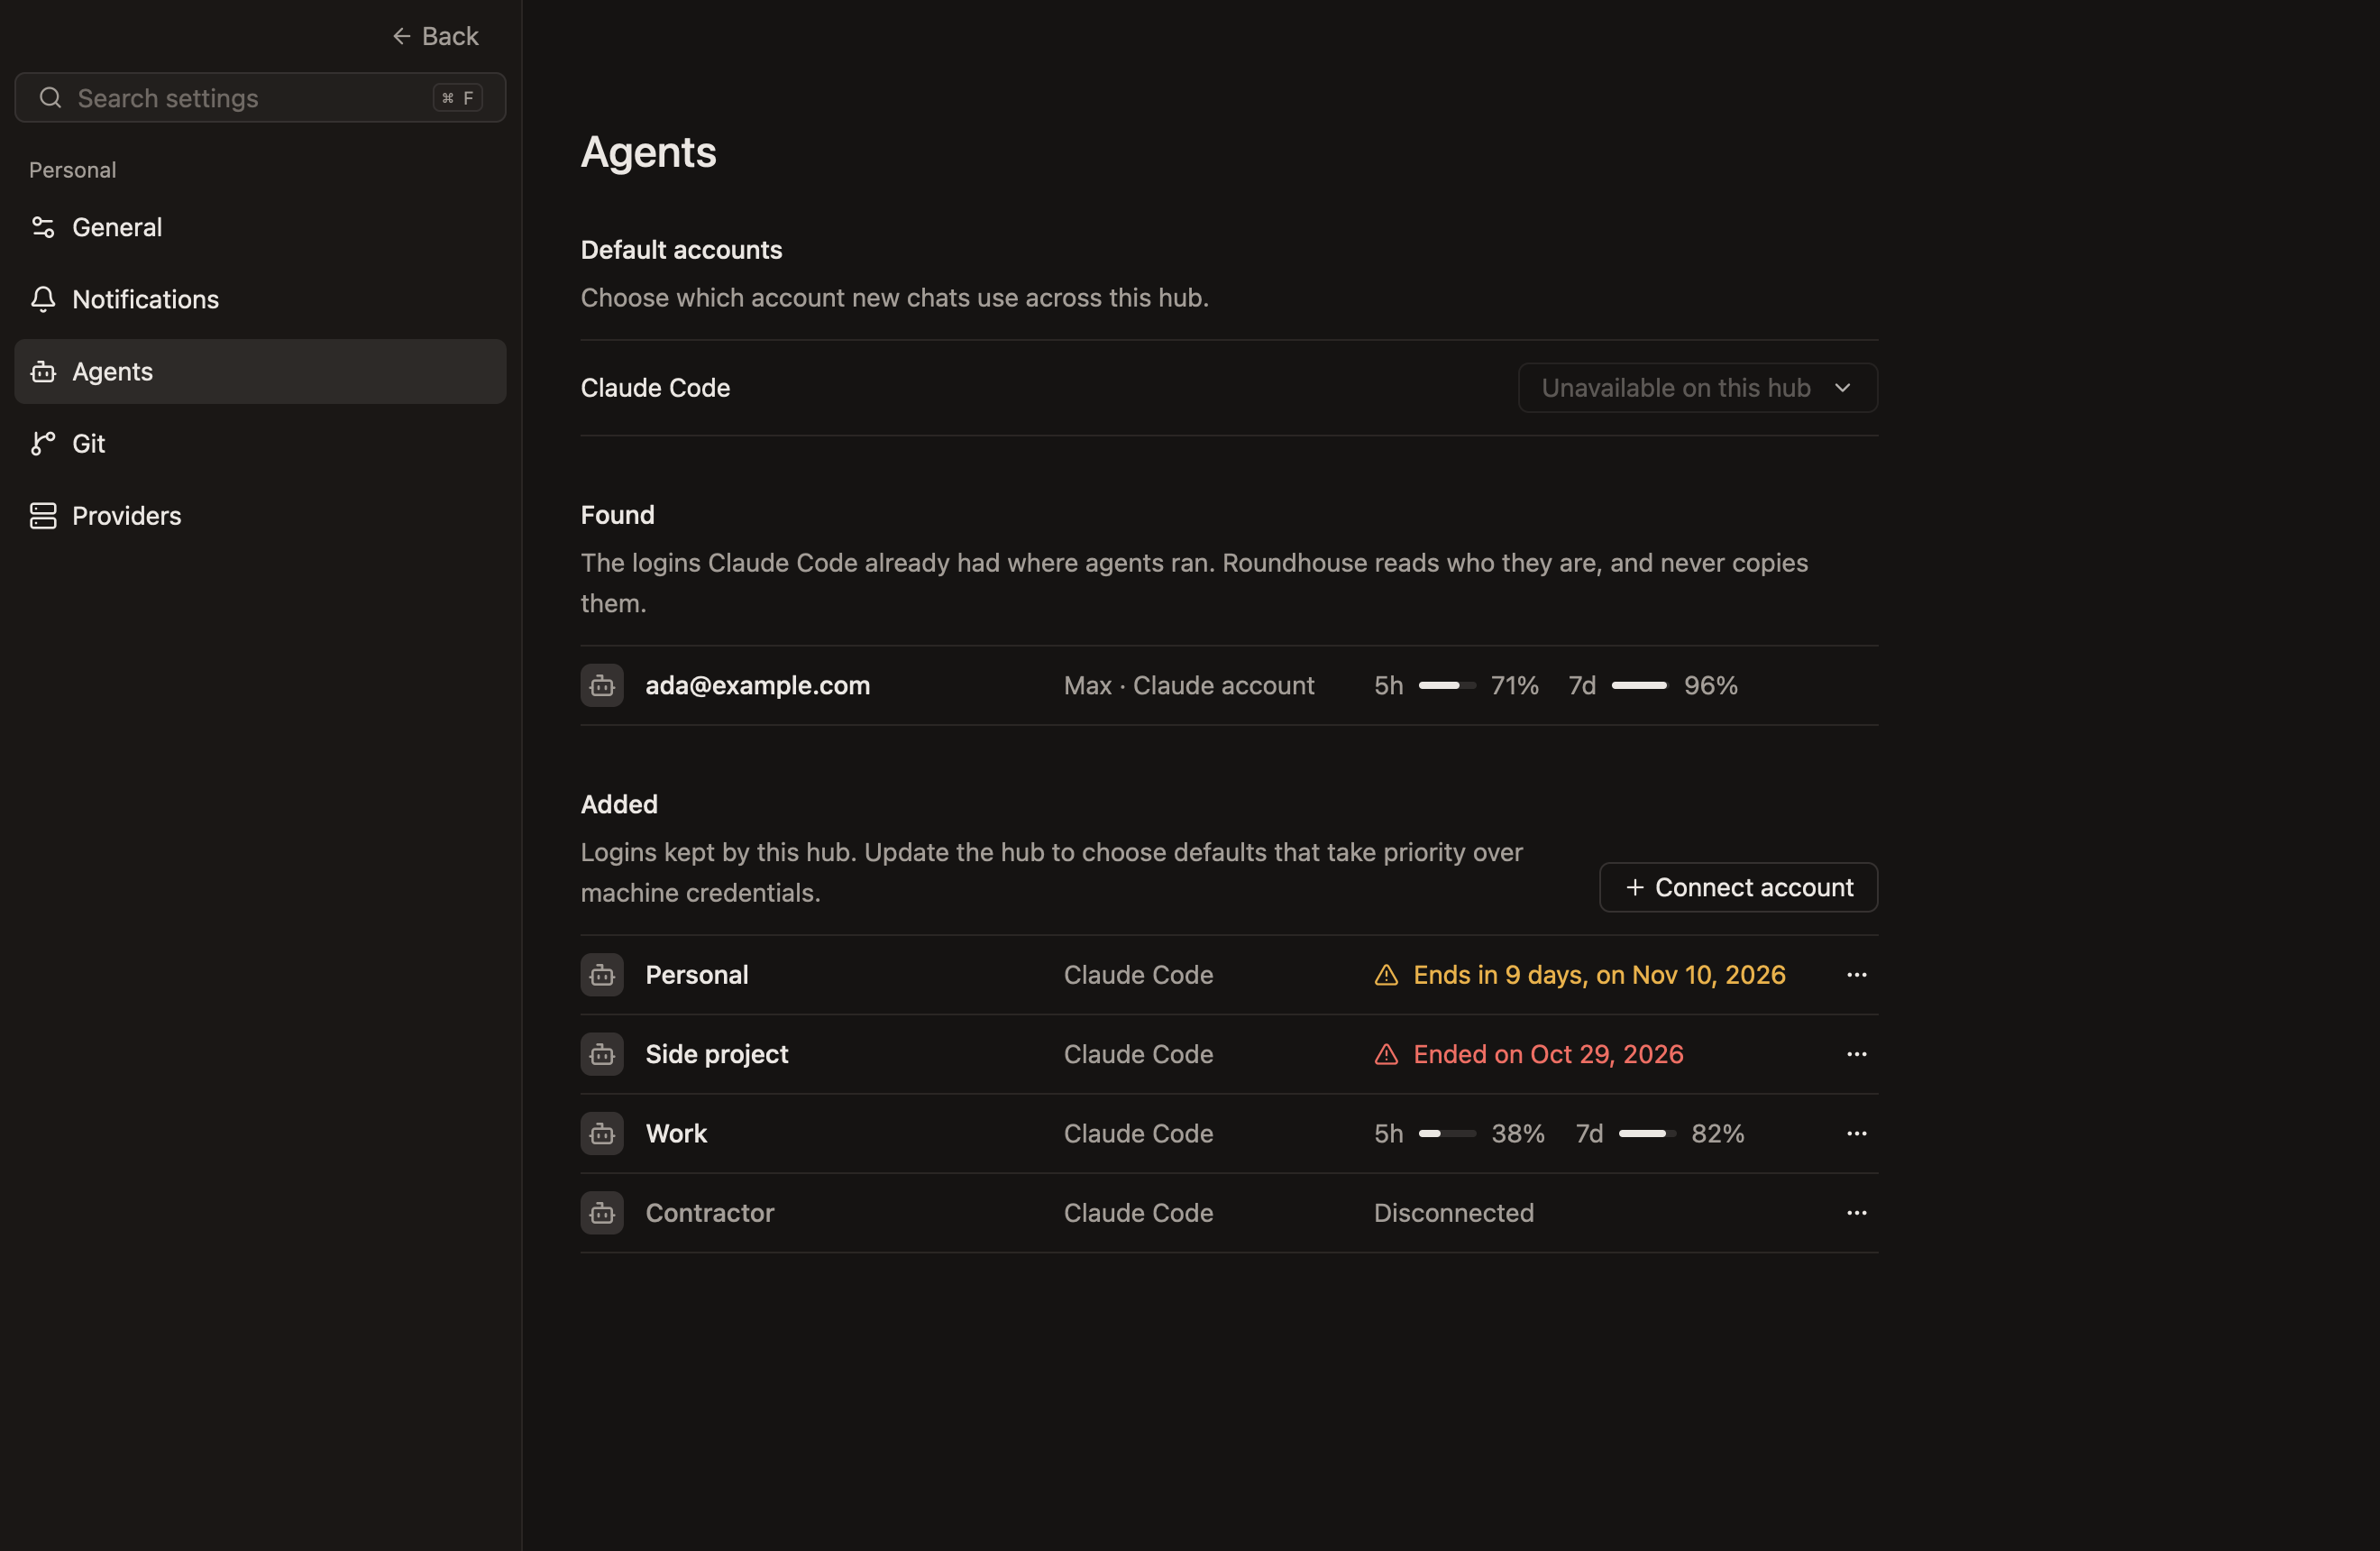 Back
Search settings
⌘ F
Personal
General
Notifications
Agents
Git
Providers
Agents
Default accounts
Choose which account new chats use across this hub.
Claude Code
Unavailable on this hub
Found
The logins Claude Code already had where agents ran. Roundhouse reads who they are, and never copies
them.
ada@example.com Max · Claude account 5h 71% 7d 96%
Added
Logins kept by this hub. Update the hub to choose defaults that take priority over
machine credentials.
Connect account
Personal Claude Code Ends in 9 days, on Nov 10, 2026
Side project Claude Code Ended on Oct 29, 2026
Work Claude Code 5h 38% 7d 82%
Contractor Claude Code Disconnected